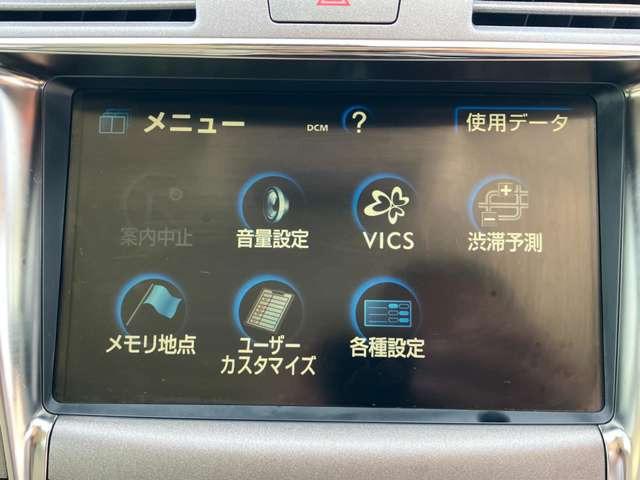 メニュー
DCM
?
使用データ
案内中止
音量設定
VICS
渋滞予測
メモリ地点
ユーザー
カスタマイズ
各種設定